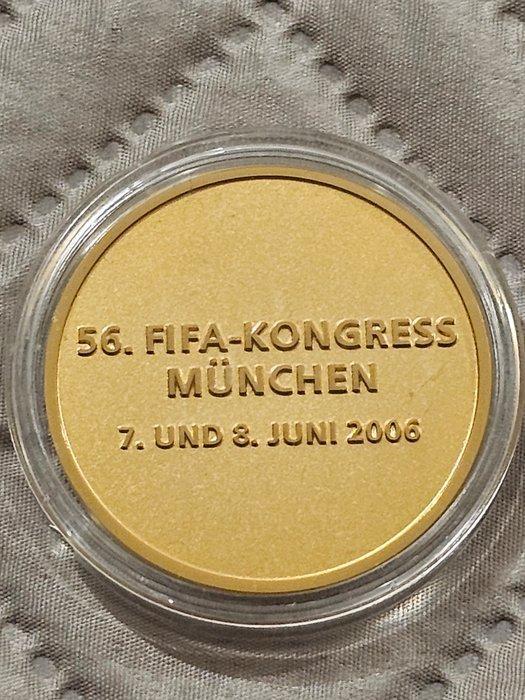 56. FIFA-KONGRESS
MÜNCHEN
7. UND 8. JUNI 2006